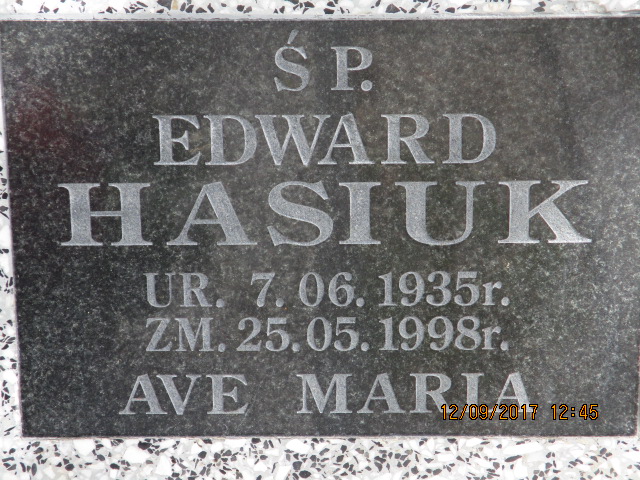 Ś P.
EDWARD
HASIUK
UR. 7. 06. 1935r.
ZM. 25. 05. 1998r.
AVE MARIA
12/09/2017 12:45